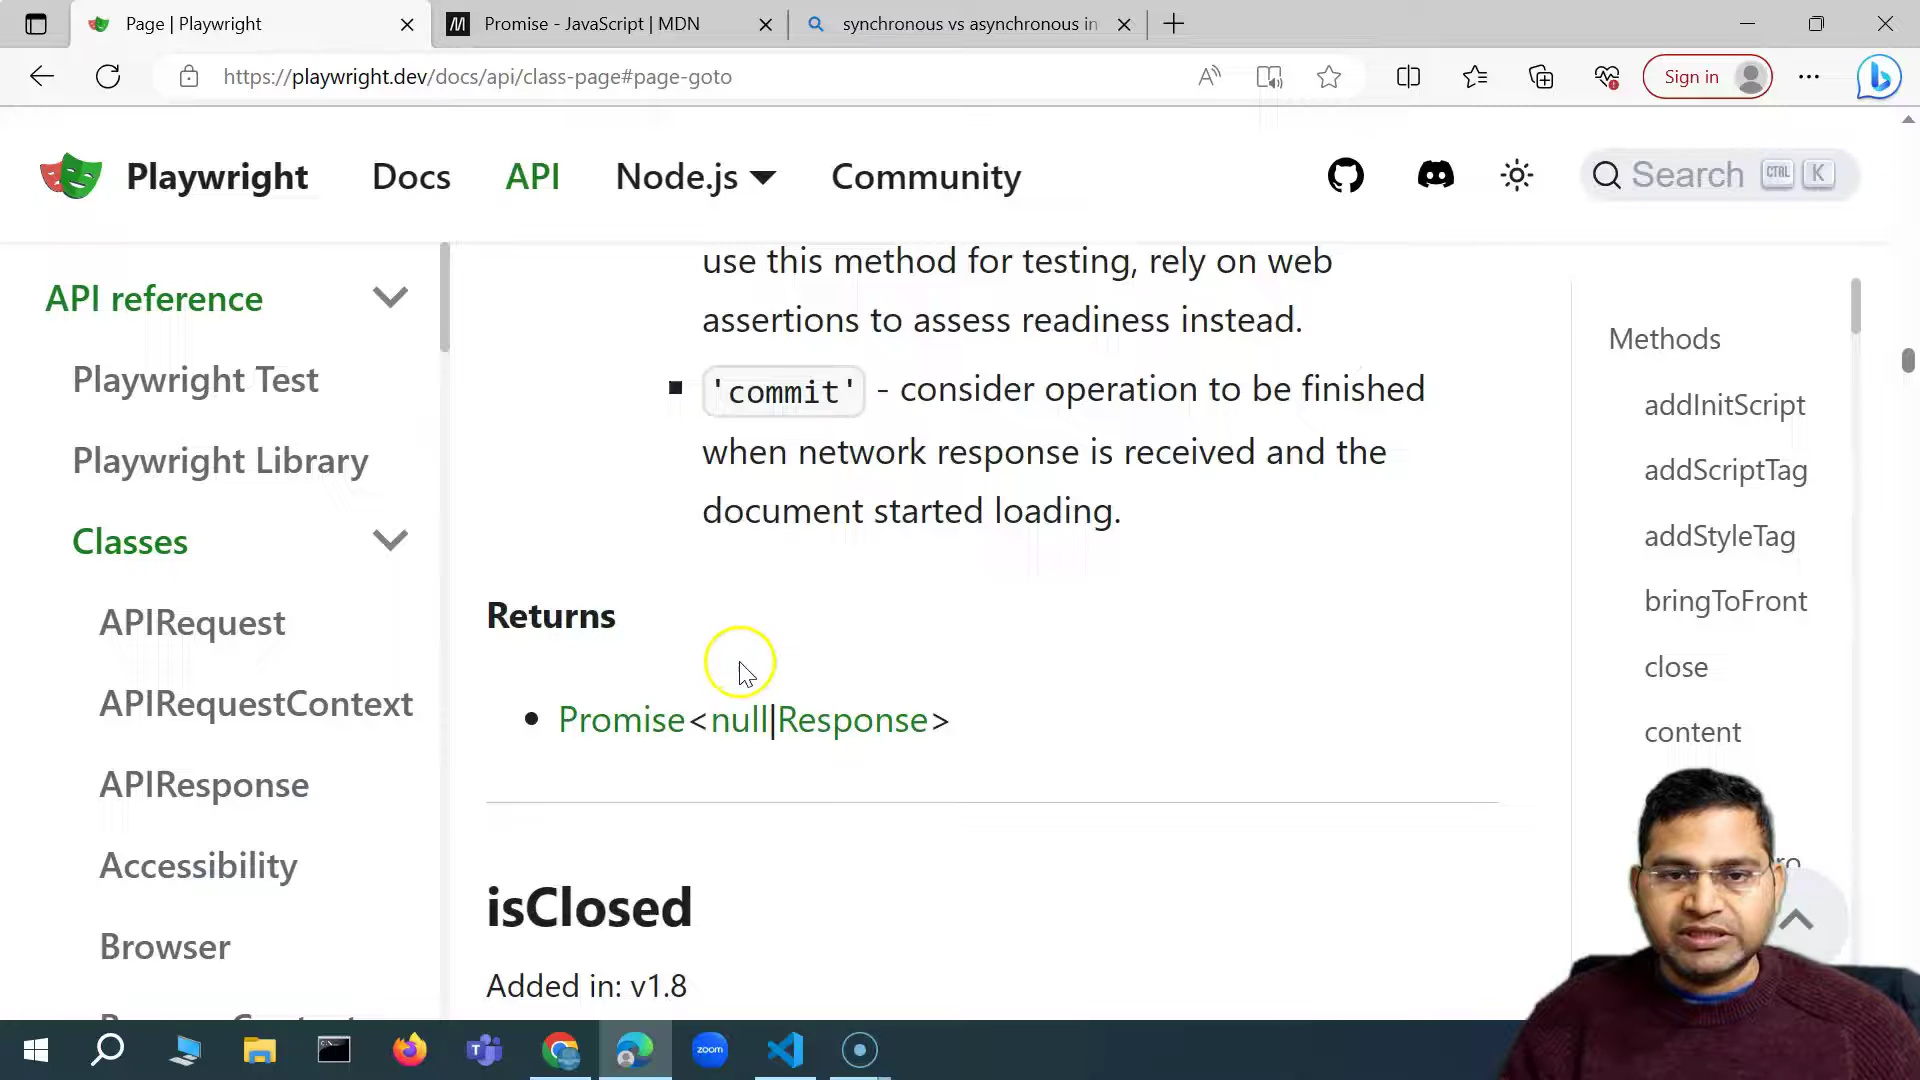 Page | Playwright
Promise - JavaScript | MDN
synchronous vs asynchronous in
https://playwright.dev/docs/api/class-page#page-goto
Sign in
Playwright
Docs
API
Node.js
Community
Search CTRL K
API reference
Playwright Test
Playwright Library
Classes
APIRequest
APIRequestContext
APIResponse
Accessibility
Browser
use this method for testing, rely on web
assertions to assess readiness instead.
'commit' - consider operation to be finished
when network response is received and the
document started loading.
Returns
Promise<null|Response>
isClosed
Added in: v1.8
Methods
addInitScript
addScriptTag
addStyleTag
bringToFront
close
content
zoom